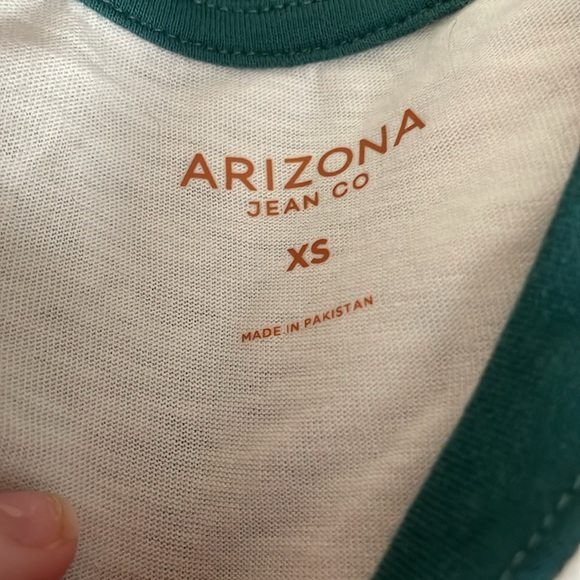 ARIZONA
JEAN CO
XS
MADE IN PAKISTAN